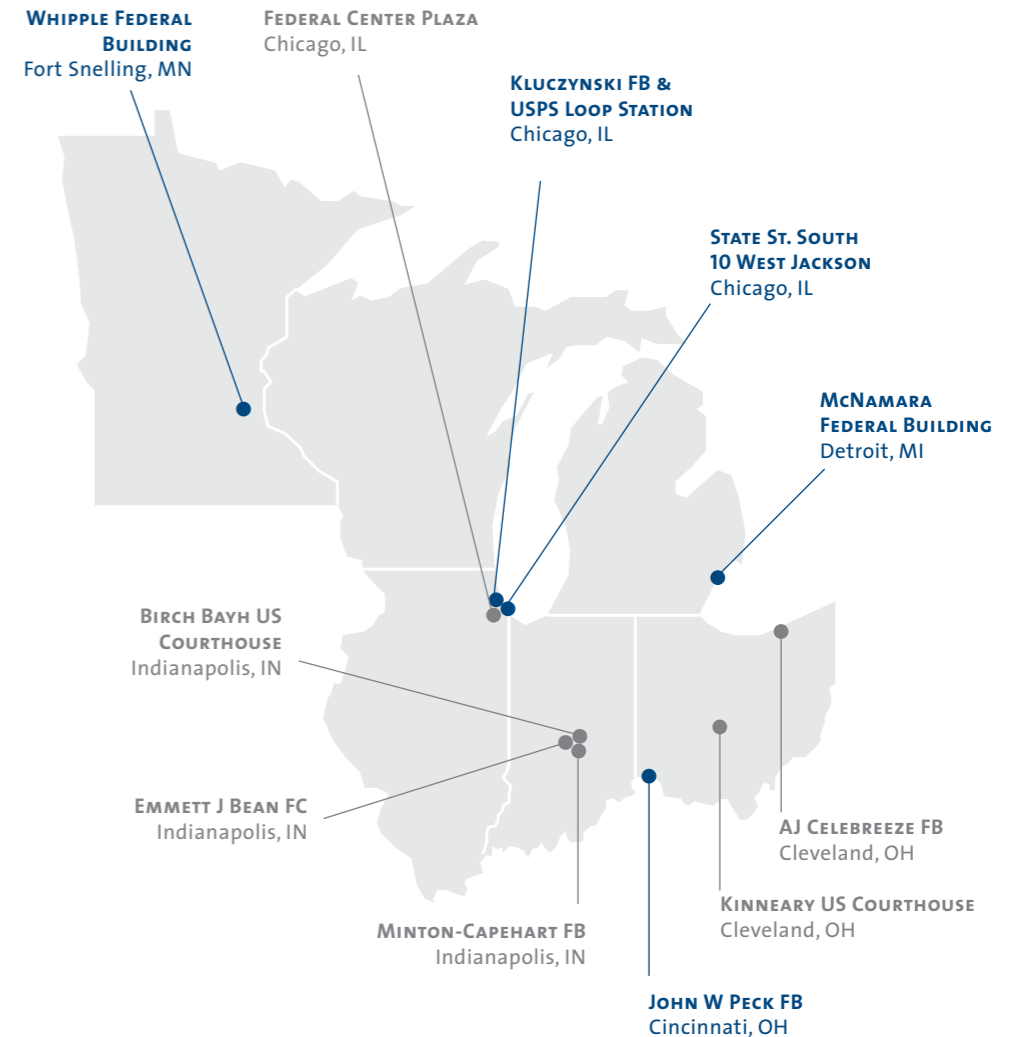 Whipple Federal
Building
Fort Snelling, MN
Federal Center Plaza
Chicago, IL
Kluczynski FB &
USPS Loop Station
Chicago, IL
State St. South
10 West Jackson
Chicago, IL
McNamara
Federal Building
Detroit, MI
Birch Bayh US
Courthouse
Indianapolis, IN
Emmett J Bean FC
Indianapolis, IN
AJ Celebreeze FB
Cleveland, OH
Kinneary US Courthouse
Cleveland, OH
Minton-Capehart FB
Indianapolis, IN
John W Peck FB
Cincinnati, OH